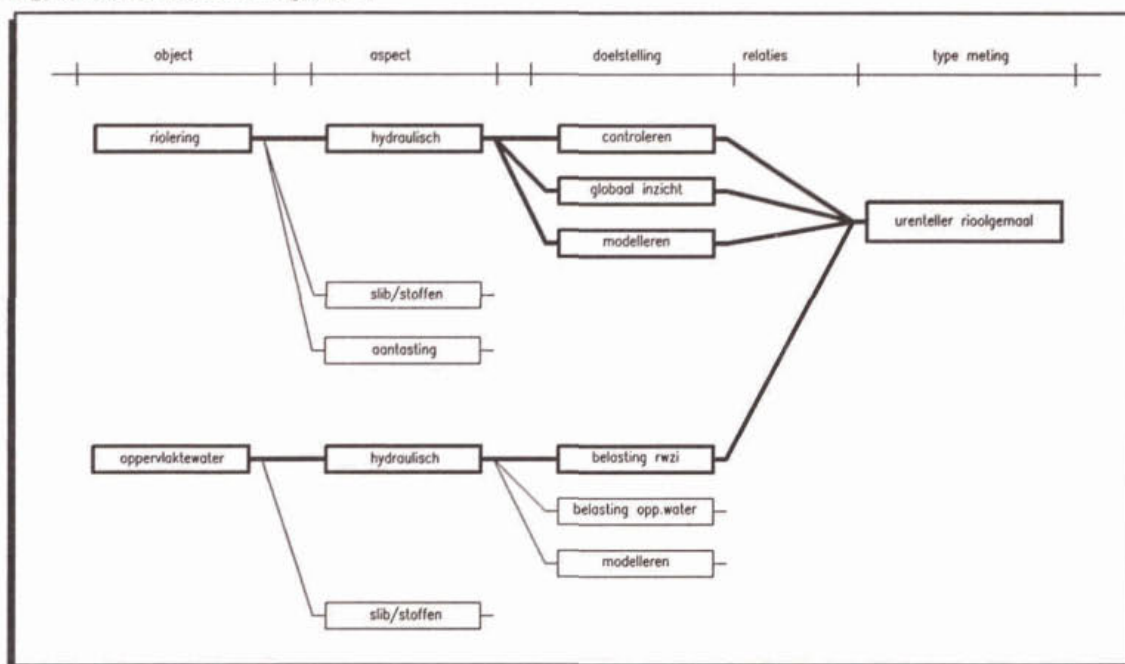 object aspect doelstelling relaties type meting
riolering hydraulisch controleren
globaal inzicht
urenteller rioolgemaal
modelleren
slib/stoffen
aantasting
oppervlaktewater hydraulisch belasting rwzi
belasting opp.water
modelleren
slib/stoffen